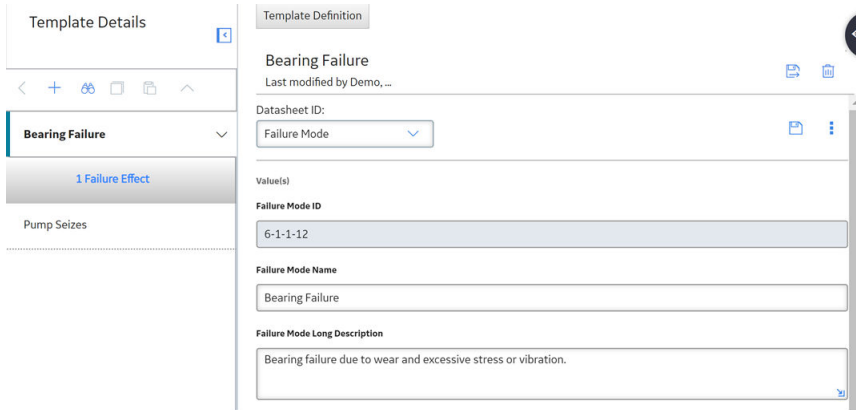 Template Details
Bearing Failure
1 Failure Effect
Pump Seizes
Template Definition
Bearing Failure
Last modified by Demo, ...
Datasheet ID:
Failure Mode
Value(s)
Failure Mode ID
6-1-1-12
Failure Mode Name
Bearing Failure
Failure Mode Long Description
Bearing failure due to wear and excessive stress or vibration.